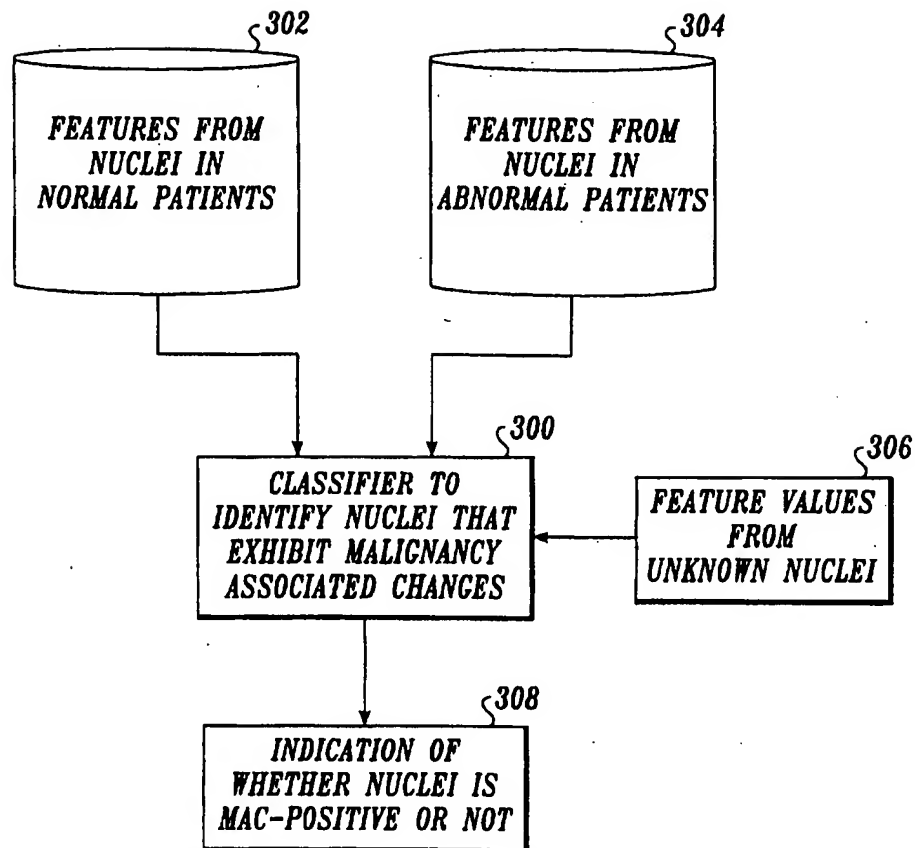 302
FEATURES FROM
NUCLEI IN
NORMAL PATIENTS
304
FEATURES FROM
NUCLEI IN
ABNORMAL PATIENTS
300
CLASSIFIER TO
IDENTIFY NUCLEI THAT
EXHIBIT MALIGNANCY
ASSOCIATED CHANGES
306
FEATURE VALUES
FROM
UNKNOWN NUCLEI
308
INDICATION OF
WHETHER NUCLEI IS
MAC-POSITIVE OR NOT